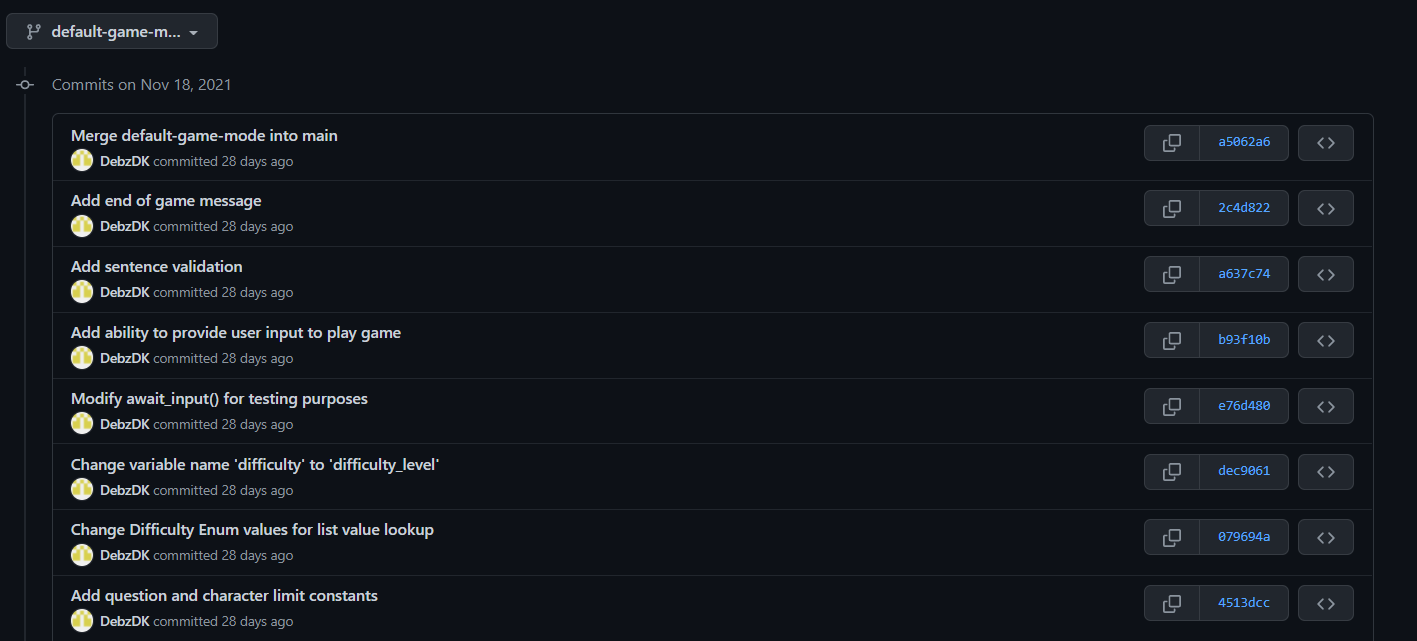 default-game-m...
Commits on Nov 18, 2021
Merge default-game-mode into main
DebzDK committed 28 days ago
a5062a6
Add end of game message
DebzDK committed 28 days ago
2c4d822
Add sentence validation
DebzDK committed 28 days ago
a637c74
Add ability to provide user input to play game
DebzDK committed 28 days ago
b93f10b
Modify await_input() for testing purposes
DebzDK committed 28 days ago
e76d480
Change variable name 'difficulty' to 'difficulty_level'
DebzDK committed 28 days ago
dec9061
Change Difficulty Enum values for list value lookup
DebzDK committed 28 days ago
079694a
Add question and character limit constants
DebzDK committed 28 days ago
4513dcc